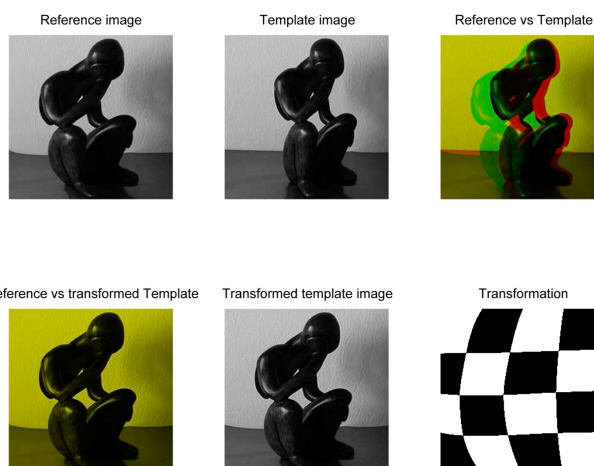 Reference image
Template image
Reference vs Template
eference vs transformed Template
Transformed template image
Transformation